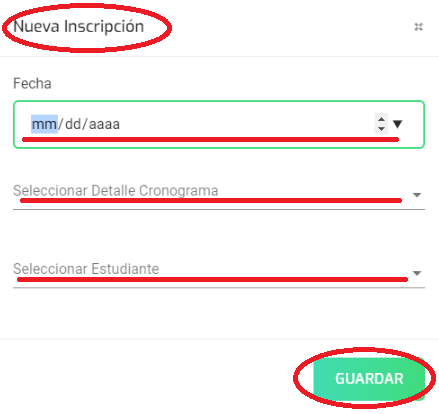 Nueva Inscripción
Fecha
mm/dd/aaaa
Seleccionar Detalle Cronograma
Seleccionar Estudiante
GUARDAR